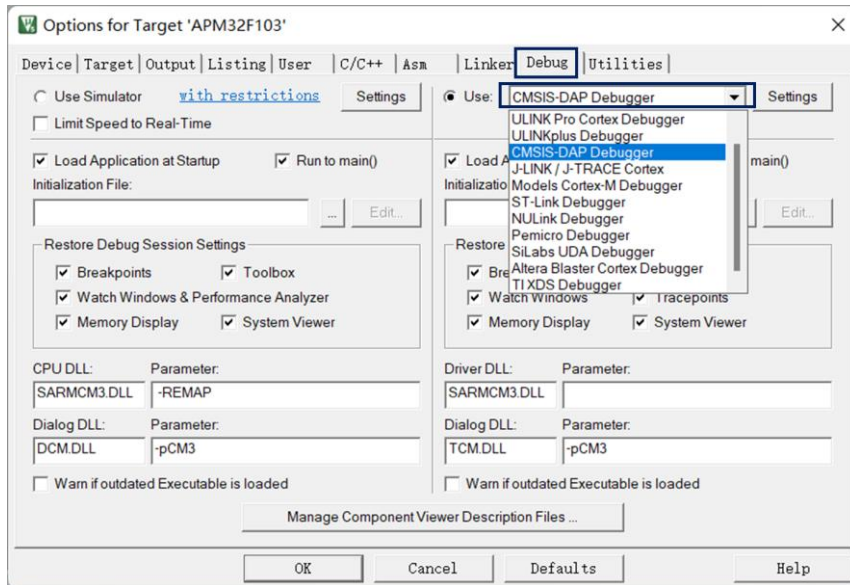 Options for Target 'APM32F103'
Device Target Output Listing User C/C++ Asm Linker Debug Utilities
Use Simulator with restrictions Settings
Limit Speed to Real-Time
Load Application at Startup Run to main()
Initialization File:
... Edit...
Restore Debug Session Settings
Breakpoints Toolbox
Watch Windows & Performance Analyzer
Memory Display System Viewer
CPU DLL: Parameter:
SARMCM3.DLL -REMAP
Dialog DLL: Parameter:
DCM.DLL -pCM3
Warn if outdated Executable is loaded
Use: CMSIS-DAP Debugger Settings
ULINK Pro Cortex Debugger
ULINKplus Debugger
CMSIS-DAP Debugger
J-LINK / J-TRACE Cortex
Models Cortex-M Debugger
ST-Link Debugger
NULink Debugger
Pemicro Debugger
SiLabs UDA Debugger
Altera Blaster Cortex Debugger
TI XDS Debugger
Load A main()
Initializatio
Edit...
Restore
Bre
Watch Windows Tracepoints
Memory Display System Viewer
Driver DLL: Parameter:
SARMCM3.DLL
Dialog DLL: Parameter:
TCM.DLL -pCM3
Warn if outdated Executable is loaded
Manage Component Viewer Description Files ...
OK Cancel Defaults Help